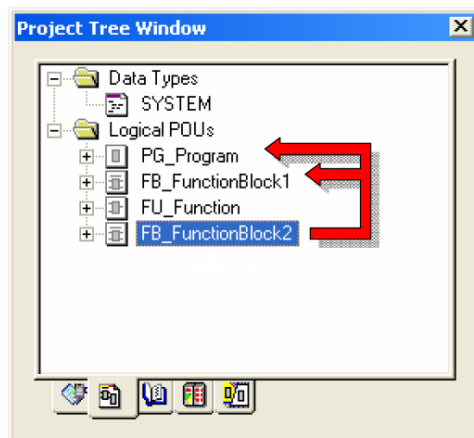 Project Tree Window
Data Types
SYSTEM
Logical POUs
PG_Program
FB_FunctionBlock1
FU_Function
FB_FunctionBlock2